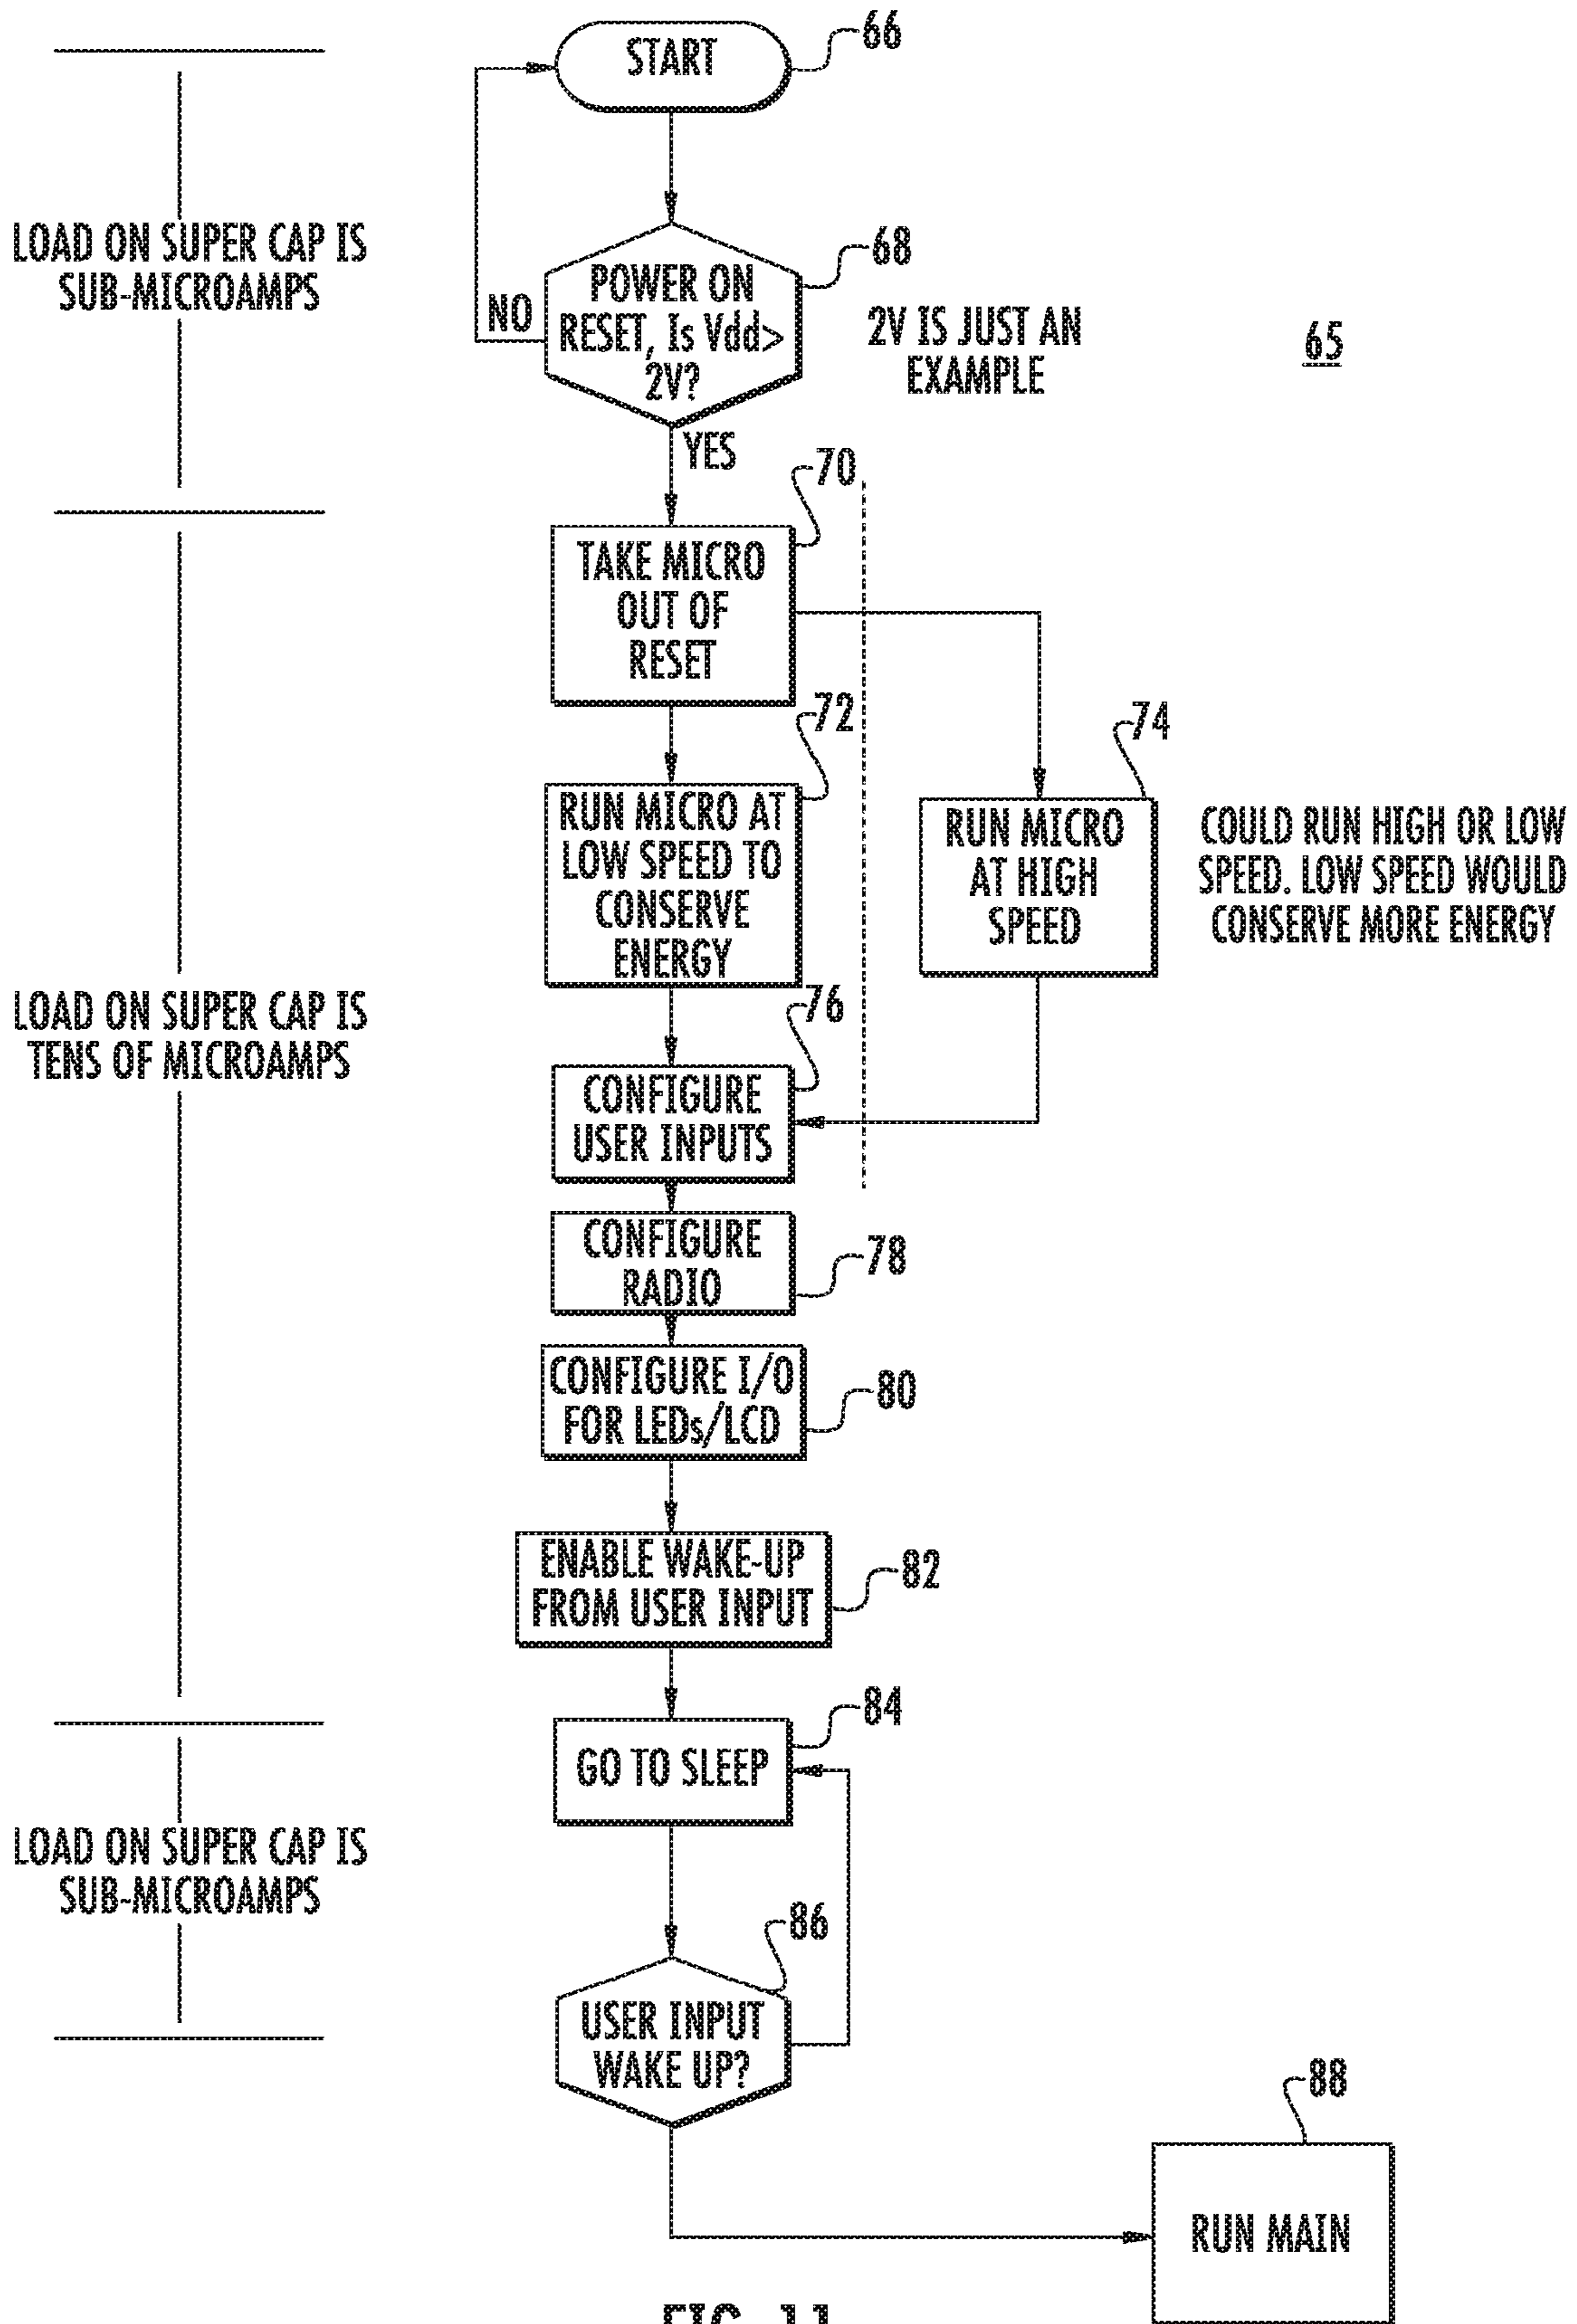 START
66
LOAD ON SUPER CAP IS
SUB-MICROAMPS
68
POWER ON
RESET, Is Vdd>
2V?
NO
2V IS JUST AN
EXAMPLE
65
YES
70
TAKE MICRO
OUT OF
RESET
72
74
RUN MICRO AT
LOW SPEED TO
CONSERVE
ENERGY
RUN MICRO
AT HIGH
SPEED
COULD RUN HIGH OR LOW
SPEED. LOW SPEED WOULD
CONSERVE MORE ENERGY
LOAD ON SUPER CAP IS
TENS OF MICROAMPS
76
CONFIGURE
USER INPUTS
CONFIGURE
RADIO
78
CONFIGURE I/O
FOR LEDs/LCD
80
ENABLE WAKE-UP
FROM USER INPUT
82
84
GO TO SLEEP
LOAD ON SUPER CAP IS
SUB-MICROAMPS
86
USER INPUT
WAKE UP?
88
RUN MAIN
FIG. 11